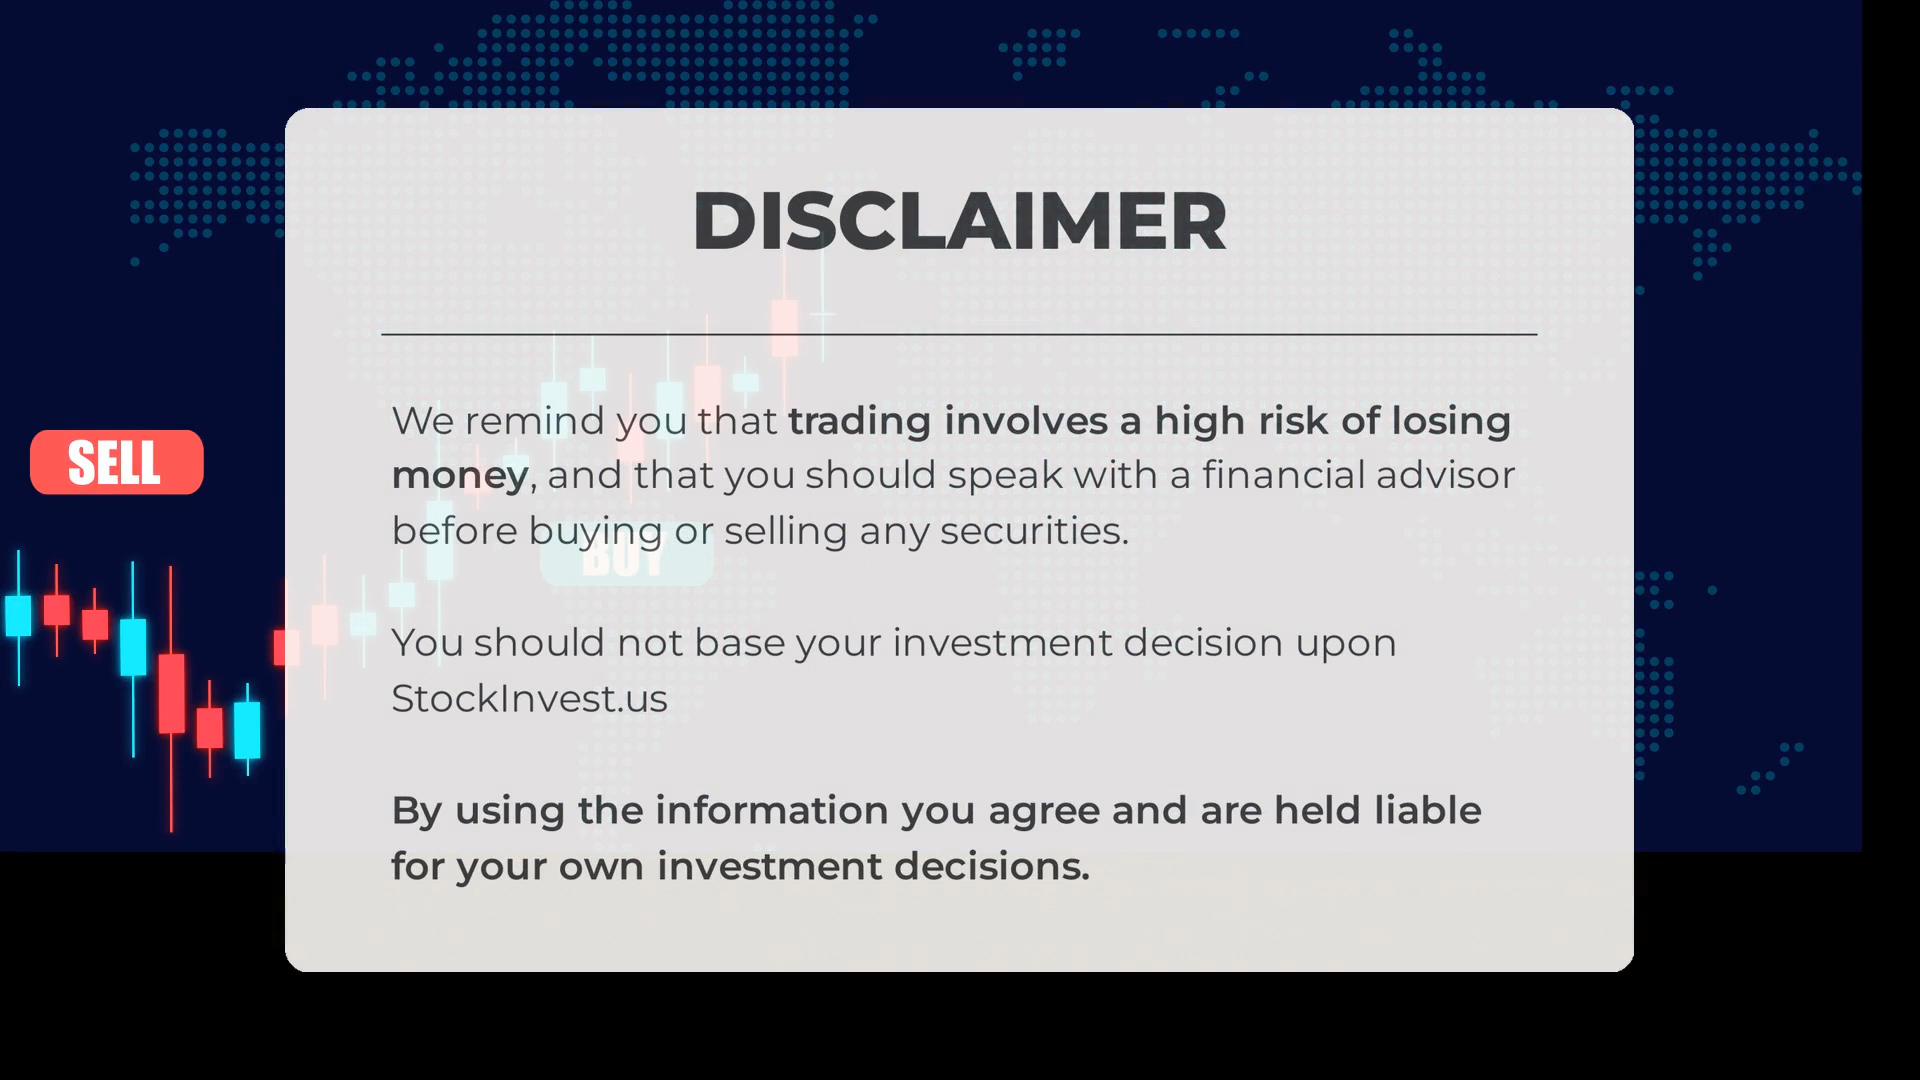 DISCLAIMER
We remind you that trading involves a high risk of losing
money, and that you should speak with a financial advisor
before buying or selling any securities.
SELL
BUY
You should not base your investment decision upon
StockInvest.us
By using the information you agree and are held liable
for your own investment decisions.